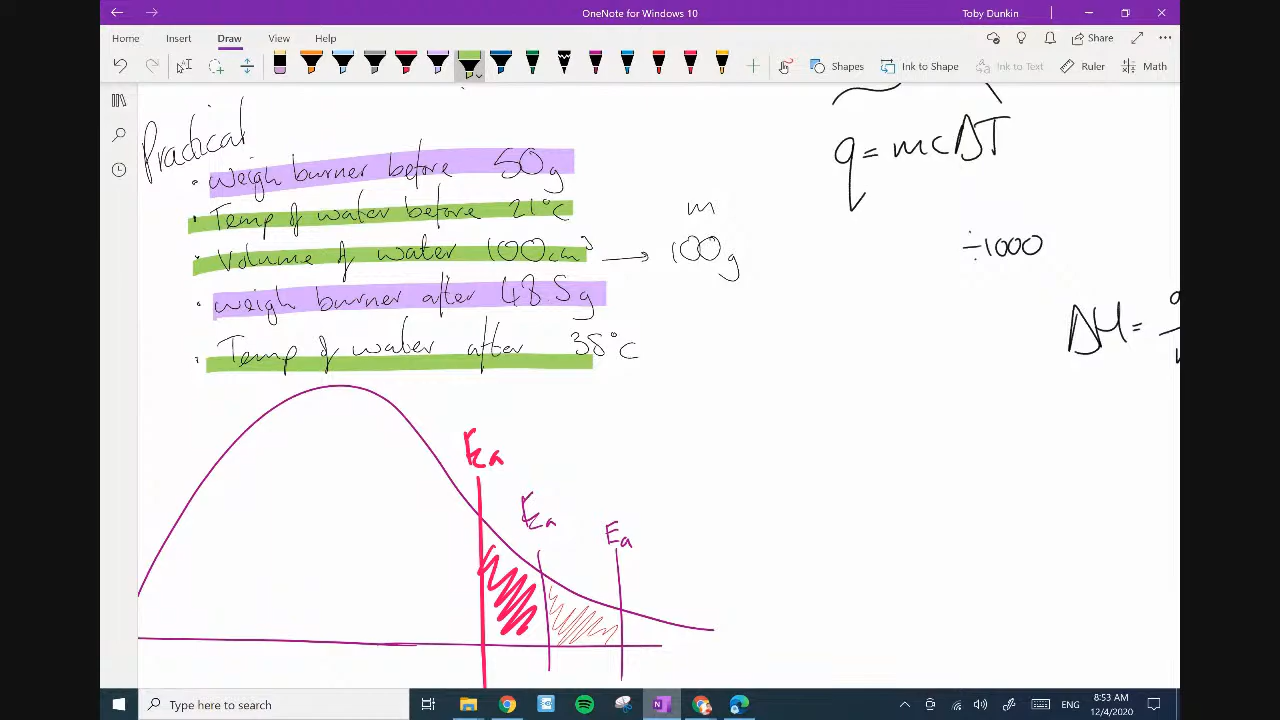 OneNote for Windows 10
Toby Dunkin
Home Insert Draw View Help
Share
Shapes
Ink to Shape
Ink to Text
Ruler
Math
Practical
• Weigh burner before 50g
• Temp of water before 21°C
• Volume of water 100cm³ → 100g
m
• Weigh burner after 48.5g
• Temp of water after 38°C
q = mcΔT
÷1000
ΔH =
Ea
Ea
Ea
Type here to search
ENG
8:53 AM
12/4/2020